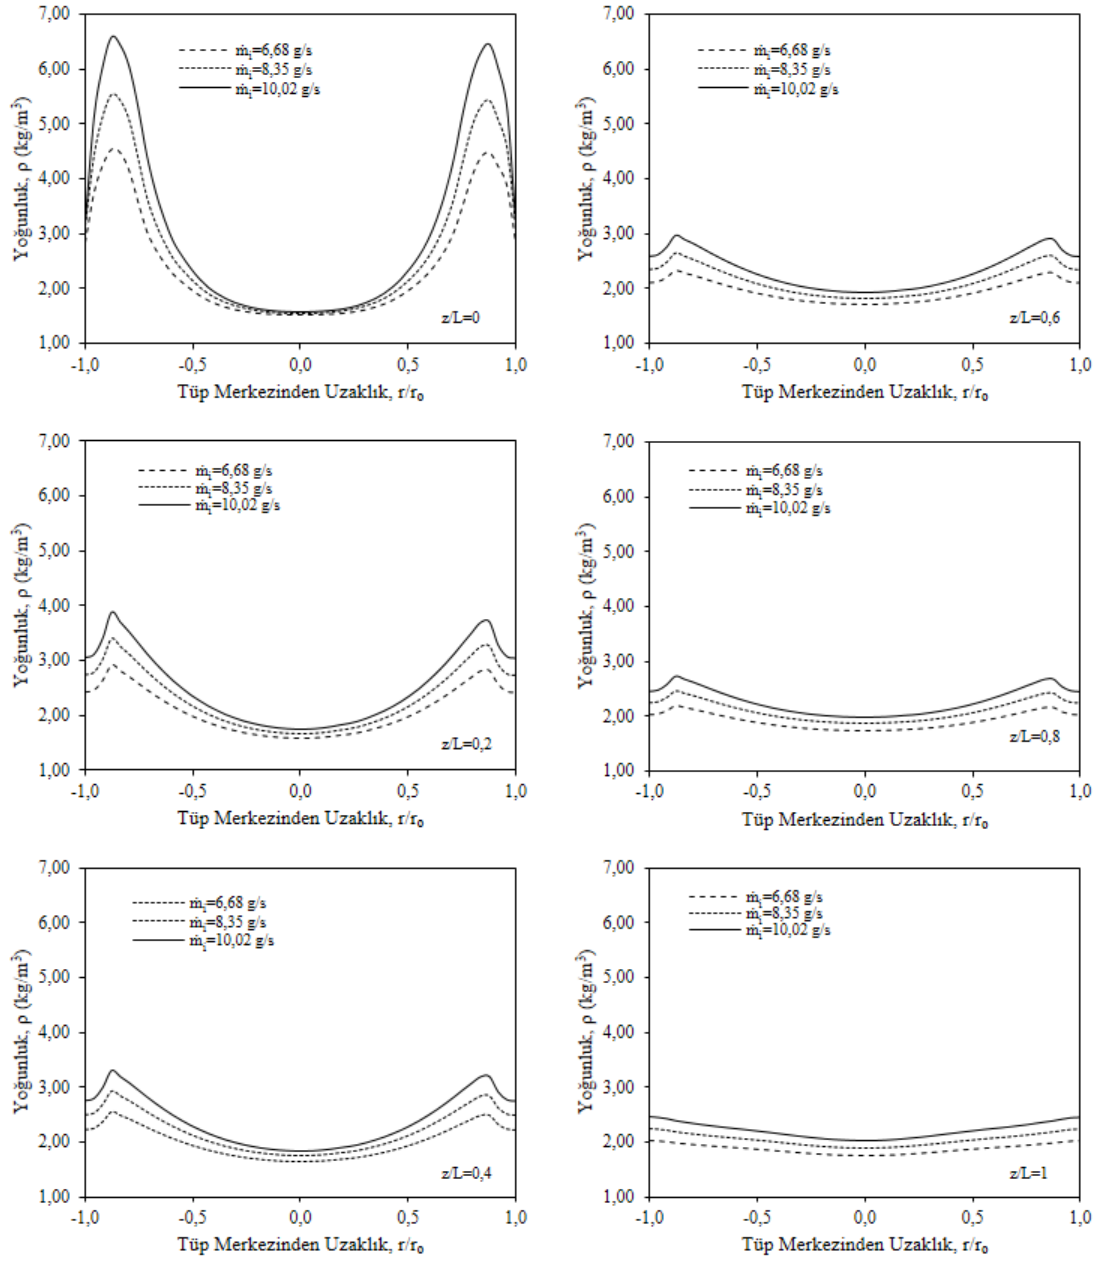 7,00
6,00
5,00
4,00
3,00
2,00
1,00
Yoğunluk, ρ (kg/m³)
ṁᵢ=6,68 g/s
ṁᵢ=8,35 g/s
ṁᵢ=10,02 g/s
z/L=0
-1,0 -0,5 0,0 0,5 1,0
Tüp Merkezinden Uzaklık, r/rₒ
7,00
6,00
5,00
4,00
3,00
2,00
1,00
Yoğunluk, ρ (kg/m³)
ṁᵢ=6,68 g/s
ṁᵢ=8,35 g/s
ṁᵢ=10,02 g/s
z/L=0,6
-1,0 -0,5 0,0 0,5 1,0
Tüp Merkezinden Uzaklık, r/rₒ
7,00
6,00
5,00
4,00
3,00
2,00
1,00
Yoğunluk, ρ (kg/m³)
ṁᵢ=6,68 g/s
ṁᵢ=8,35 g/s
ṁᵢ=10,02 g/s
z/L=0,2
-1,0 -0,5 0,0 0,5 1,0
Tüp Merkezinden Uzaklık, r/rₒ
7,00
6,00
5,00
4,00
3,00
2,00
1,00
Yoğunluk, ρ (kg/m³)
ṁᵢ=6,68 g/s
ṁᵢ=8,35 g/s
ṁᵢ=10,02 g/s
z/L=0,8
-1,0 -0,5 0,0 0,5 1,0
Tüp Merkezinden Uzaklık, r/rₒ
7,00
6,00
5,00
4,00
3,00
2,00
1,00
Yoğunluk, ρ (kg/m³)
ṁᵢ=6,68 g/s
ṁᵢ=8,35 g/s
ṁᵢ=10,02 g/s
z/L=0,4
-1,0 -0,5 0,0 0,5 1,0
Tüp Merkezinden Uzaklık, r/rₒ
7,00
6,00
5,00
4,00
3,00
2,00
1,00
Yoğunluk, ρ (kg/m³)
ṁᵢ=6,68 g/s
ṁᵢ=8,35 g/s
ṁᵢ=10,02 g/s
z/L=1
-1,0 -0,5 0,0 0,5 1,0
Tüp Merkezinden Uzaklık, r/rₒ